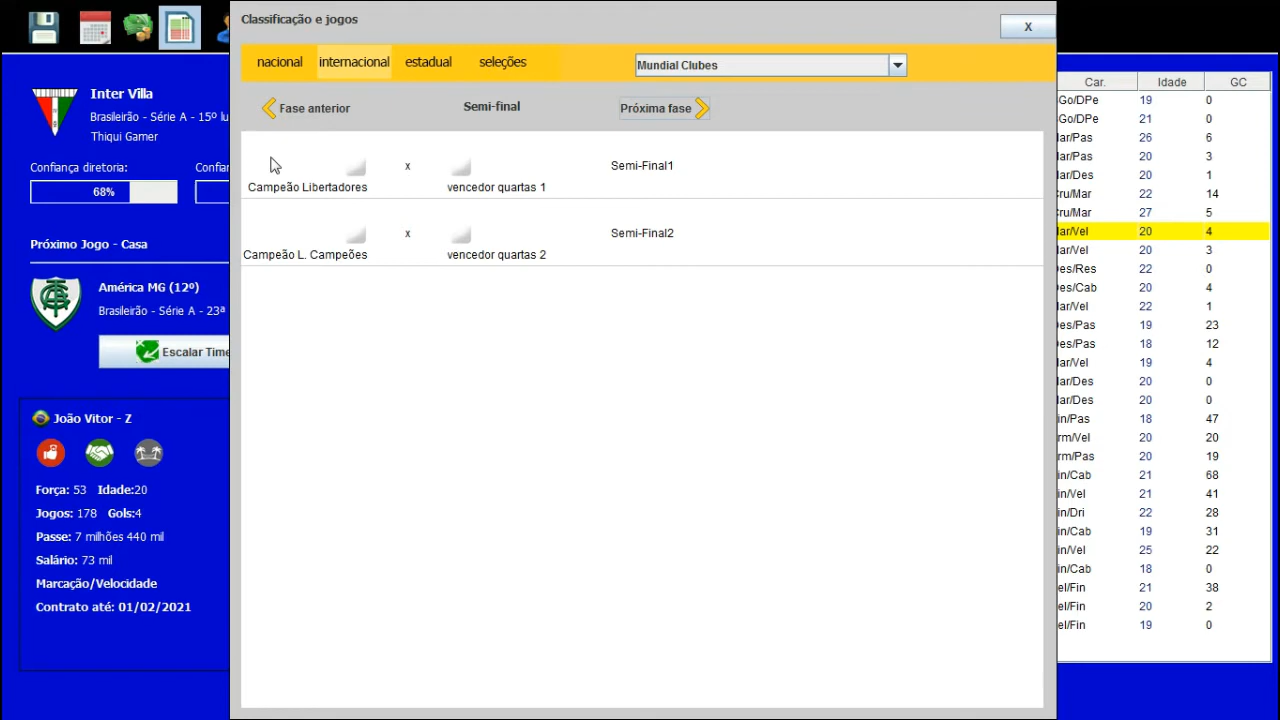 Classificação e jogos
X
nacional internacional estadual seleções
Mundial Clubes
Fase anterior
Semi-final
Próxima fase
x
Semi-Final1
Campeão Libertadores
vencedor quartas 1
x
Semi-Final2
Campeão L. Campeões
vencedor quartas 2
Inter Villa
Brasileirão - Série A - 15º lu
Thiqui Gamer
Confiança diretoria:
Confian
68%
Próximo Jogo - Casa
América MG (12º)
Brasileirão - Série A - 23ª
Escalar Time
João Vitor - Z
Força: 53 Idade:20
Jogos: 178 Gols:4
Passe: 7 milhões 440 mil
Salário: 73 mil
Marcação/Velocidade
Contrato até: 01/02/2021
Car. Idade GC
Go/DPe 19 0
Go/DPe 21 0
Mar/Pas 26 6
Mar/Pas 20 3
Mar/Des 20 1
Cru/Mar 22 14
Cru/Mar 27 5
Mar/Vel 20 4
Mar/Vel 20 3
Des/Res 22 0
Des/Cab 20 4
Mar/Vel 22 1
Des/Pas 19 23
Des/Pas 18 12
Mar/Vel 19 4
Mar/Des 20 0
Mar/Des 20 0
in/Pas 18 47
rm/Vel 20 20
rm/Pas 20 19
in/Cab 21 68
in/Vel 21 41
in/Dri 22 28
in/Cab 19 31
in/Vel 25 22
in/Cab 18 0
el/Fin 21 38
el/Fin 20 2
el/Fin 19 0